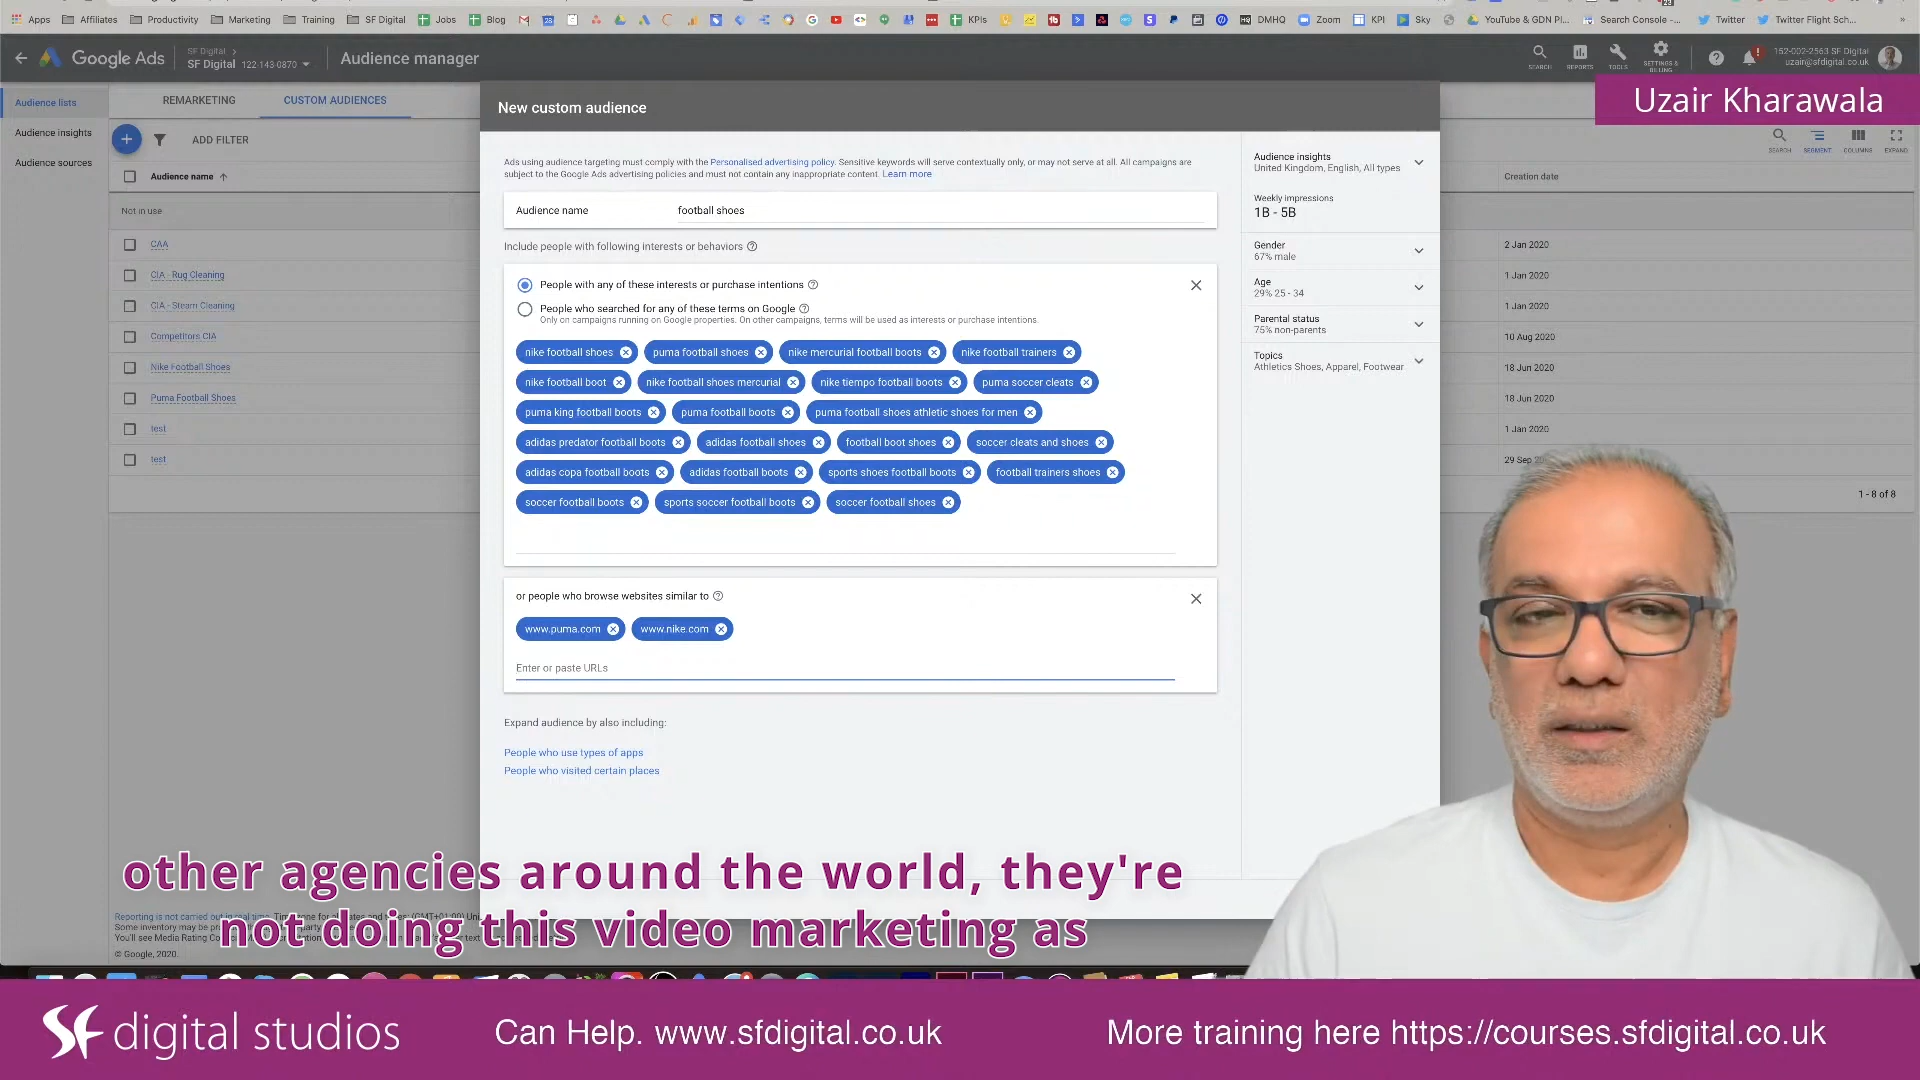 Apps Affiliates Productivity Marketing Training SF Digital Jobs Blog KPIs DMHQ Zoom KPI Sky YouTube & GDN Pl... Search Console -... Twitter Twitter Flight Sch... »
Google Ads
SF Digital >
SF Digital 122-143-0870
Audience manager
SEARCH REPORTS TOOLS SETTINGS & BILLING
152-002-2563 SF Digital
uzair@sfdigital.co.uk
Uzair Kharawala
Audience lists
Audience insights
Audience sources
REMARKETING CUSTOM AUDIENCES
ADD FILTER
SEARCH SEGMENT COLUMNS EXPAND
Audience name
Creation date
Not in use
CAA
2 Jan 2020
CIA - Rug Cleaning
1 Jan 2020
CIA - Steam Cleaning
1 Jan 2020
Competitors CIA
10 Aug 2020
Nike Football Shoes
18 Jun 2020
Puma Football Shoes
18 Jun 2020
test
1 Jan 2020
test
29 Sep
1 - 8 of 8
New custom audience
Ads using audience targeting must comply with the Personalised advertising policy. Sensitive keywords will serve contextually only, or may not serve at all. All campaigns are
subject to the Google Ads advertising policies and must not contain any inappropriate content. Learn more
Audience name football shoes
Include people with following interests or behaviors
People with any of these interests or purchase intentions
People who searched for any of these terms on Google
Only on campaigns running on Google properties. On other campaigns, terms will be used as interests or purchase intentions.
nike football shoes puma football shoes nike mercurial football boots nike football trainers
nike football boot nike football shoes mercurial nike tiempo football boots puma soccer cleats
puma king football boots puma football boots puma football shoes athletic shoes for men
adidas predator football boots adidas football shoes football boot shoes soccer cleats and shoes
adidas copa football boots adidas football boots sports shoes football boots football trainers shoes
soccer football boots sports soccer football boots soccer football shoes
or people who browse websites similar to
www.puma.com www.nike.com
Enter or paste URLs
Expand audience by also including:
People who use types of apps
People who visited certain places
Audience insights
United Kingdom, English, All types
Weekly impressions
1B - 5B
Gender
67% male
Age
29% 25 - 34
Parental status
75% non-parents
Topics
Athletics Shoes, Apparel, Footwear
other agencies around the world, they're
not doing this video marketing as
Reporting is not carried out in real time.
Some inventory may be
You'll see Media Rating
© Google, 2020.
SF digital studios
Can Help. www.sfdigital.co.uk
More training here https://courses.sfdigital.co.uk